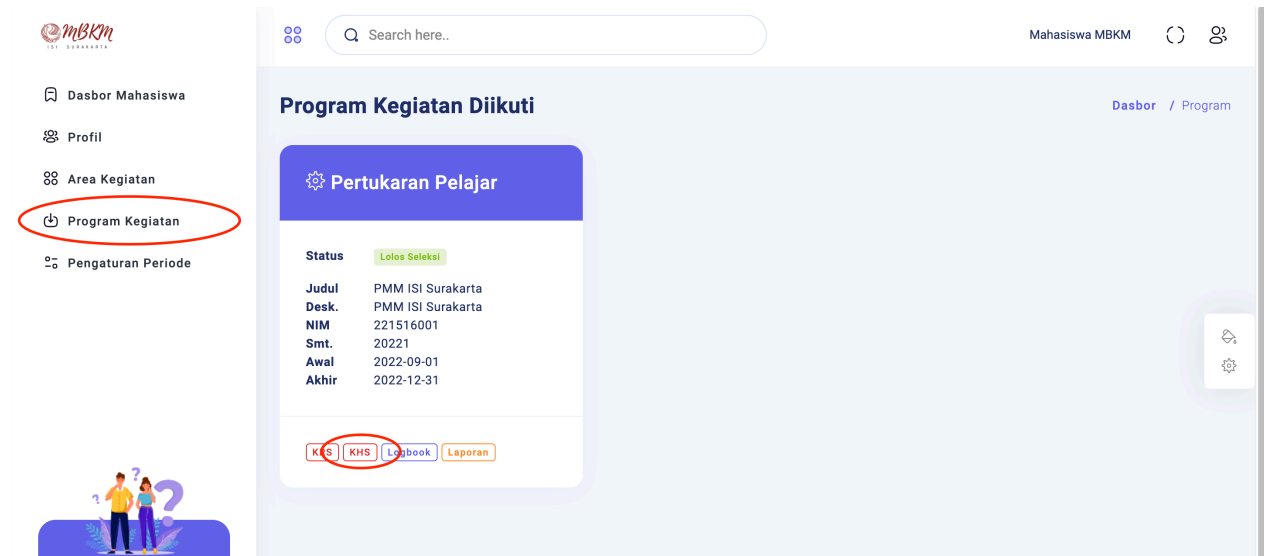 MBKM
ISI SURAKARTA
Search here..
Mahasiswa MBKM
Dasbor Mahasiswa
Profil
Area Kegiatan
Program Kegiatan
Pengaturan Periode
Program Kegiatan Diikuti
Dasbor / Program
Pertukaran Pelajar
Status Lolos Seleksi
Judul PMM ISI Surakarta
Desk. PMM ISI Surakarta
NIM 221516001
Smt. 20221
Awal 2022-09-01
Akhir 2022-12-31
KRS KHS Logbook Laporan
? ? ?